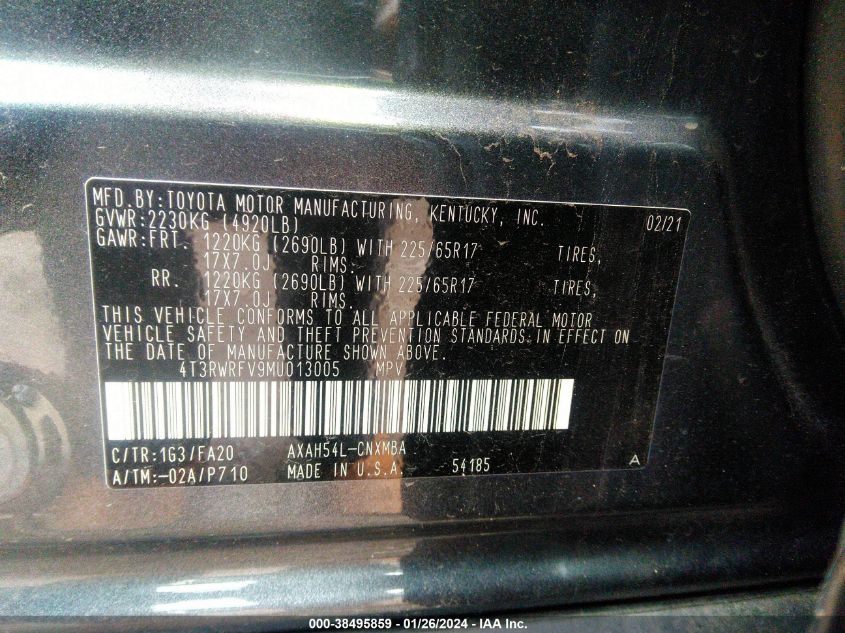 MFD.BY:TOYOTA MOTOR MANUFACTURING, KENTUCKY, INC. 02/21
GVWR:2230KG (4920LB)
GAWR:FRT. 1220KG (2690LB) WITH 225/65R17 TIRES,
17X7.0J RIMS.
RR. 1220KG (2690LB) WITH 225/65R17 TIRES,
17X7.0J RIMS.
THIS VEHICLE CONFORMS TO ALL APPLICABLE FEDERAL MOTOR
VEHICLE SAFETY AND THEFT PREVENTION STANDARDS IN EFFECT ON
THE DATE OF MANUFACTURE SHOWN ABOVE.
4T3RWRFV9MU013005 MPV
C/TR:1G3/FA20 AXAH54L-CNXMBA
A/TM:-02A/P710 MADE IN U.S.A. 54185 A
000-38495859 - 01/26/2024 - IAA Inc.